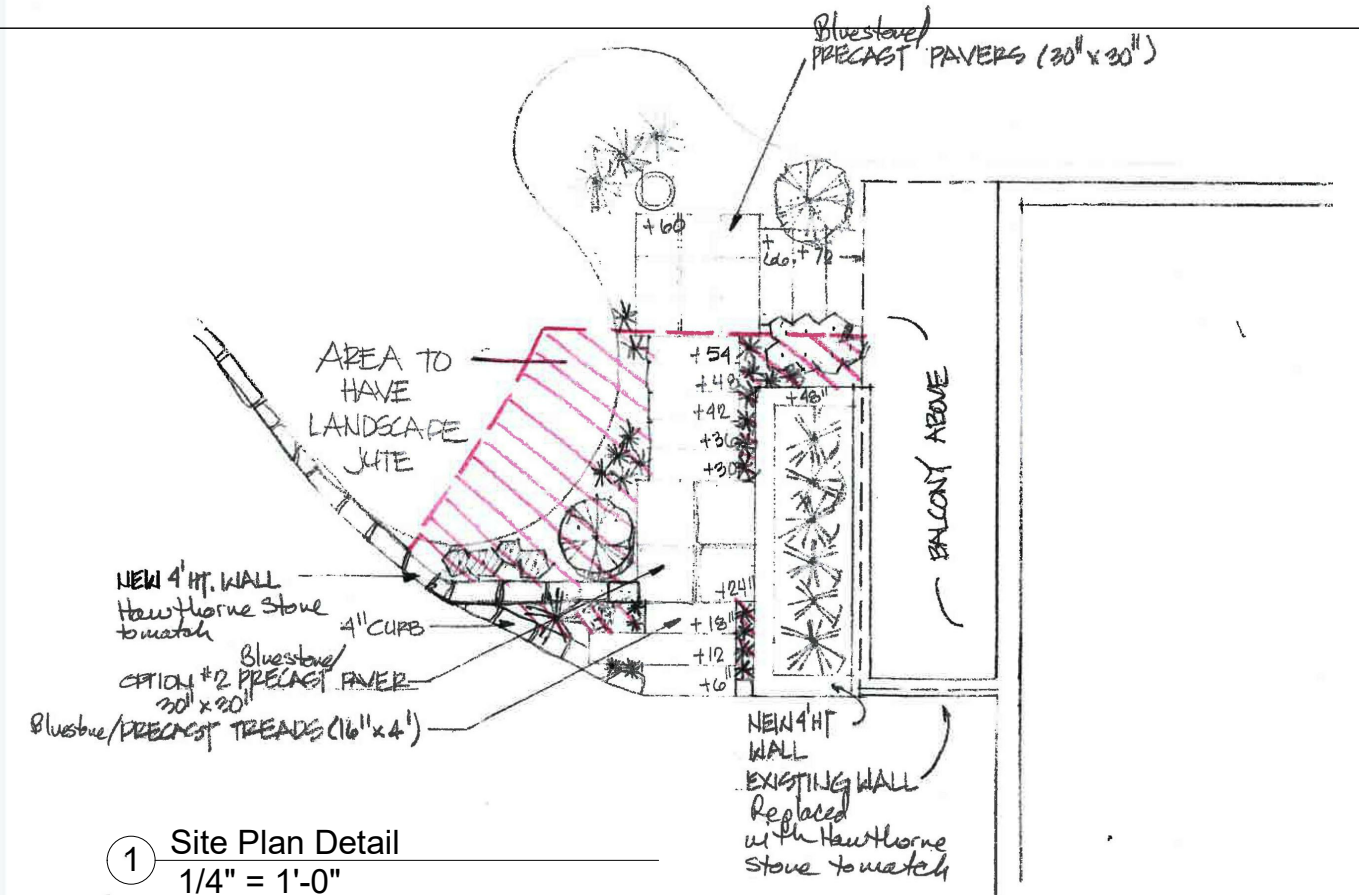 Bluestone/
PRECAST PAVERS (30" x 30")
+60
+
66
+72
AREA TO
HAVE
LANDSCAPE
JUTE
+54
+48
+42
+36
+30
+48"
BALCONY ABOVE
NEW 4' HT. WALL
Hawthorne Stone
to match
4" CURB
+24"
+18"
+12
+6"
Bluestone/
OPTION #2 PRECAST PAVER
30" x 30"
Bluestone/PRECAST TREADS (16" x 4')
NEW 4' HT
WALL
EXISTING WALL
Replaced
with Hawthorne
Stone to match
1
Site Plan Detail
1/4" = 1'-0"